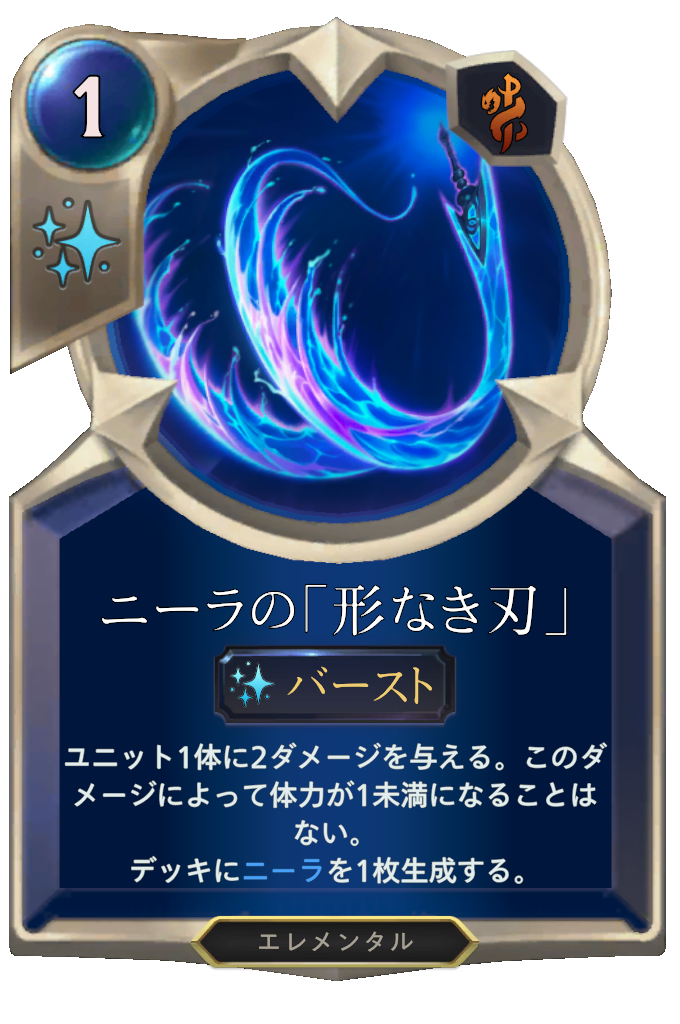 1
ニーラの「形なき刃」
バースト
ユニット1体に2ダメージを与える。このダ
メージによって体力が1未満になることは
ない。
デッキにニーラを1枚生成する。
エレメンタル